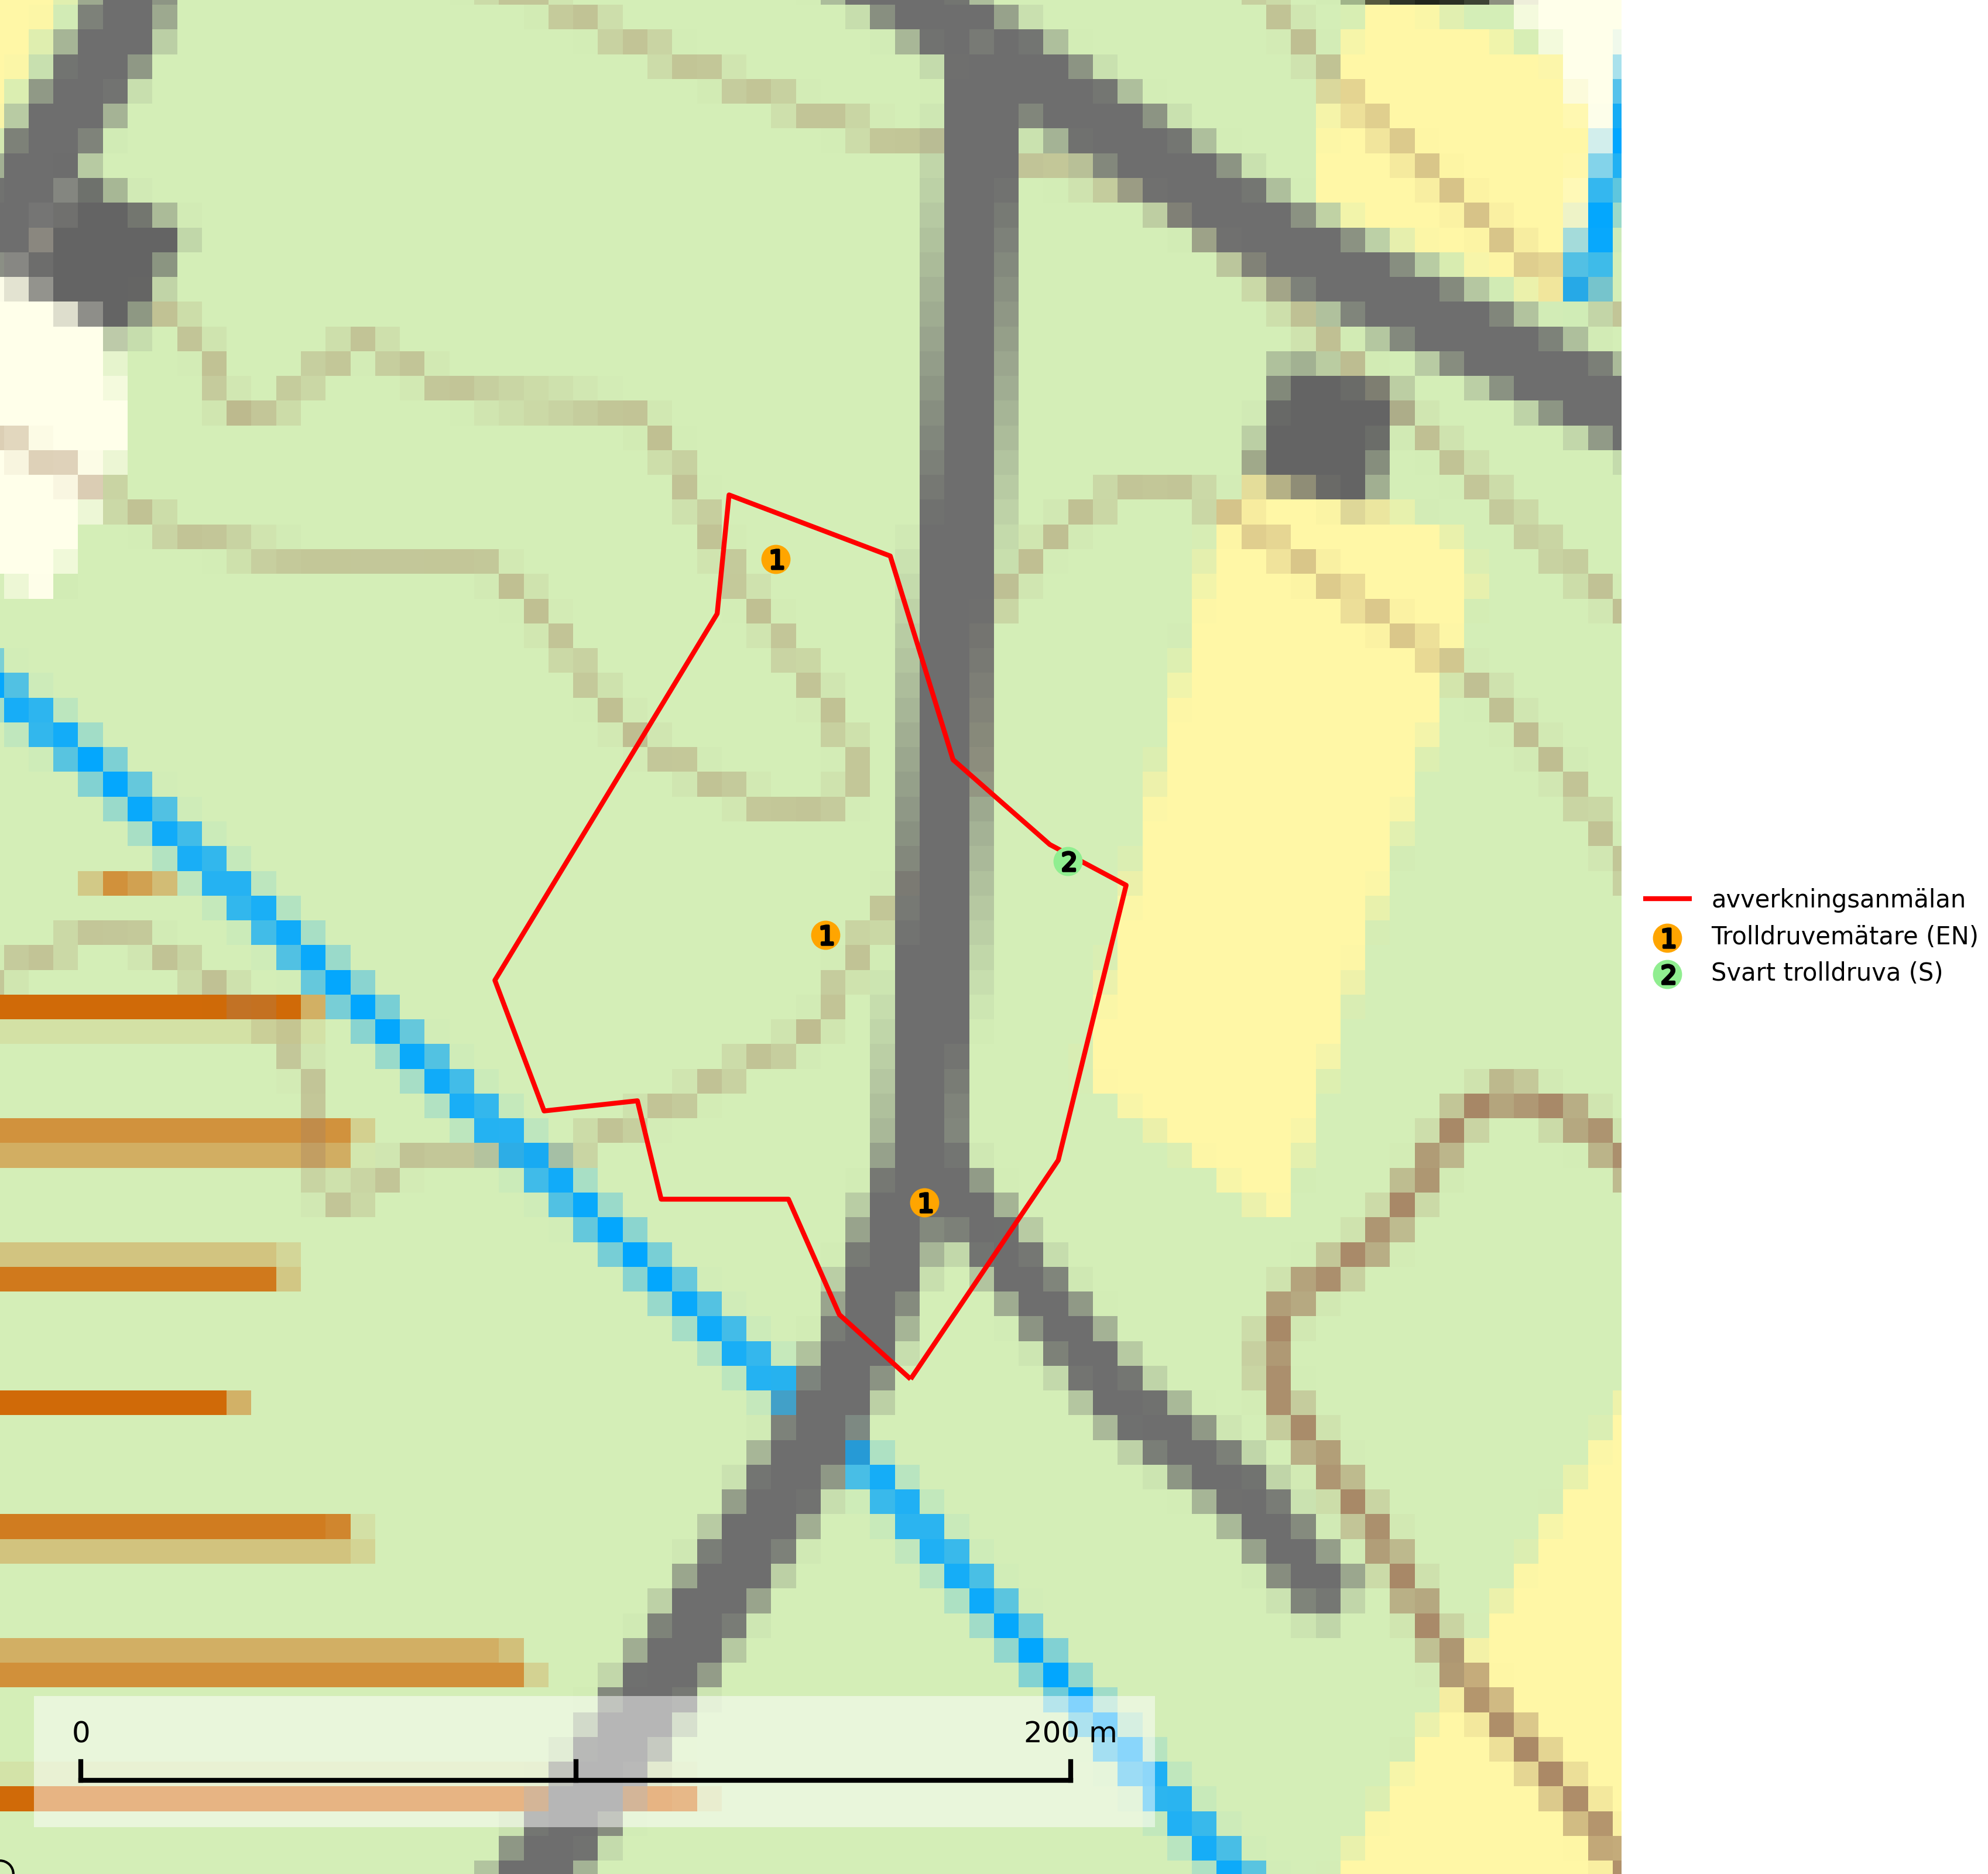 1
2
1
1
avverkningsanmälan
1 Trolldruvemätare (EN)
2 Svart trolldruva (S)
0 200 m